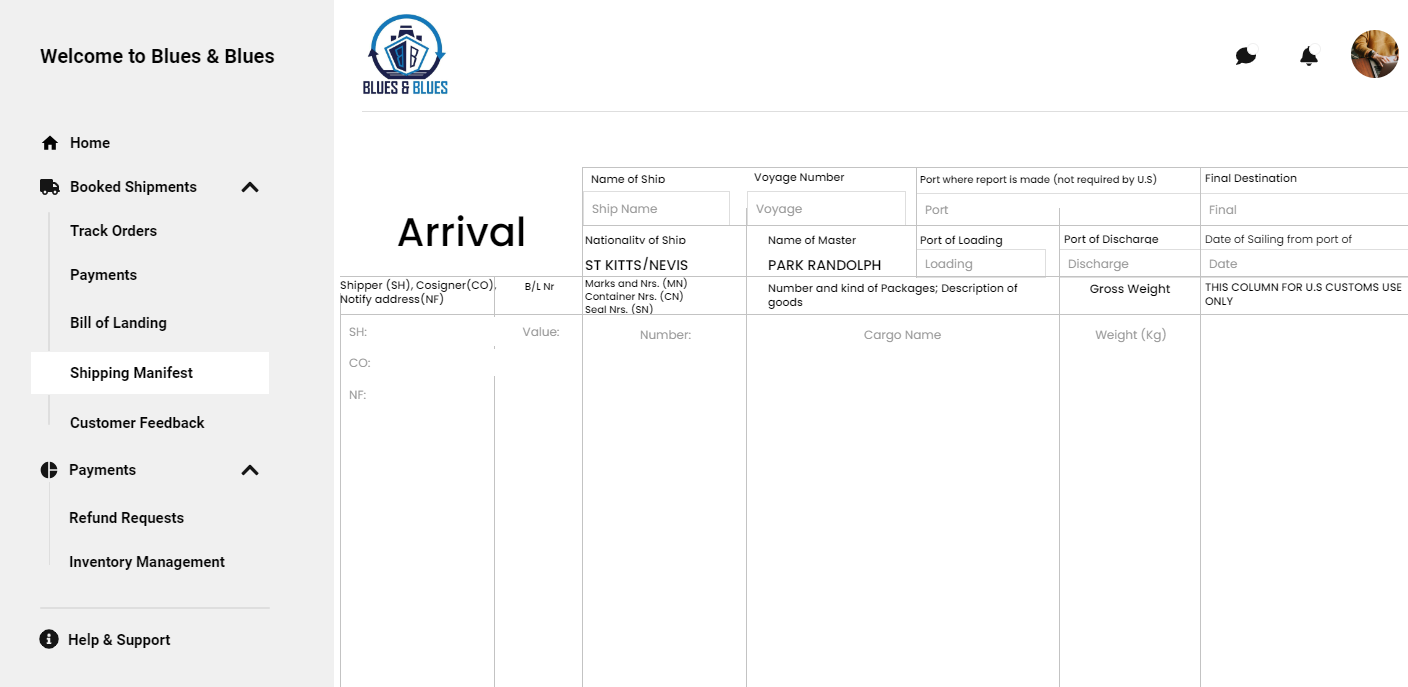 Welcome to Blues & Blues
Home
Booked Shipments
Track Orders
Payments
Bill of Landing
Shipping Manifest
Customer Feedback
Payments
Refund Requests
Inventory Management
Help & Support
BB
BLUES & BLUES
Arrival
Name of Ship
Ship Name
Voyage Number
Voyage
Port where report is made (not required by U.S)
Port
Final Destination
Final
Nationality of Ship
ST KITTS/NEVIS
Name of Master
PARK RANDOLPH
Port of Loading
Loading
Port of Discharge
Discharge
Date of Sailing from port of
Date
Shipper (SH), Cosigner(CO),
Notify address(NF)
B/L Nr
Marks and Nrs. (MN)
Container Nrs. (CN)
Seal Nrs. (SN)
Number and kind of Packages; Description of
goods
Gross Weight
THIS COLUMN FOR U.S CUSTOMS USE
ONLY
SH:
CO:
NF:
Value:
Number:
Cargo Name
Weight (Kg)